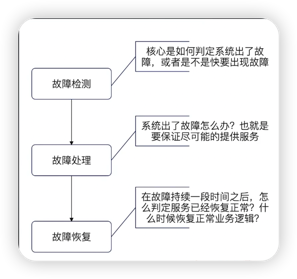 核心是如何判定系统出了故
障，或者是不是快要出现故障
故障检测
系统出了故障怎么办？也就是
要保证尽可能的提供服务
故障处理
在故障持续一段时间之后，怎
么判定服务已经恢复正常？什
么时候恢复正常业务逻辑？
故障恢复